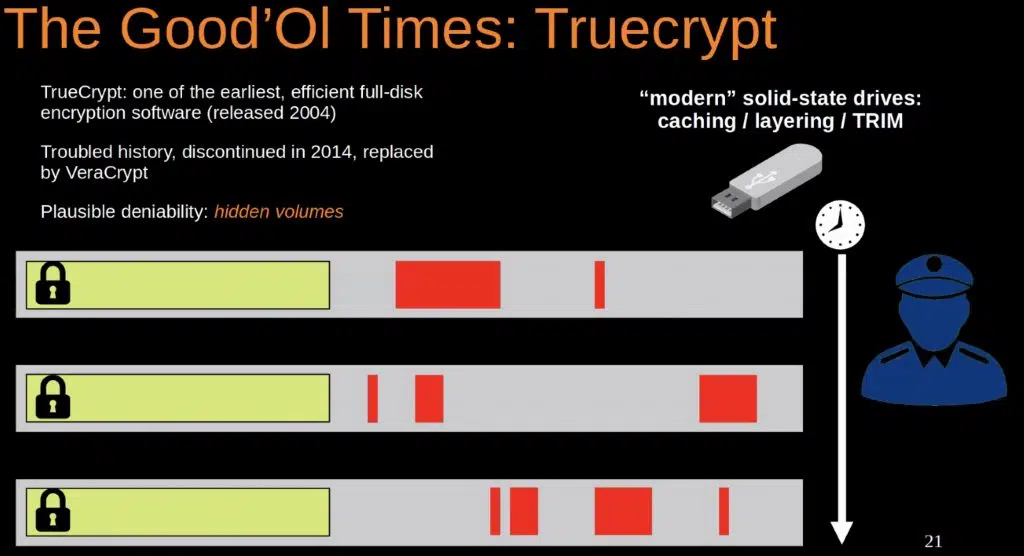 The Good'Ol Times: Truecrypt
TrueCrypt: one of the earliest, efficient full-disk
encryption software (released 2004)
Troubled history, discontinued in 2014, replaced
by VeraCrypt
Plausible deniability: hidden volumes
“modern” solid-state drives:
caching / layering / TRIM
21